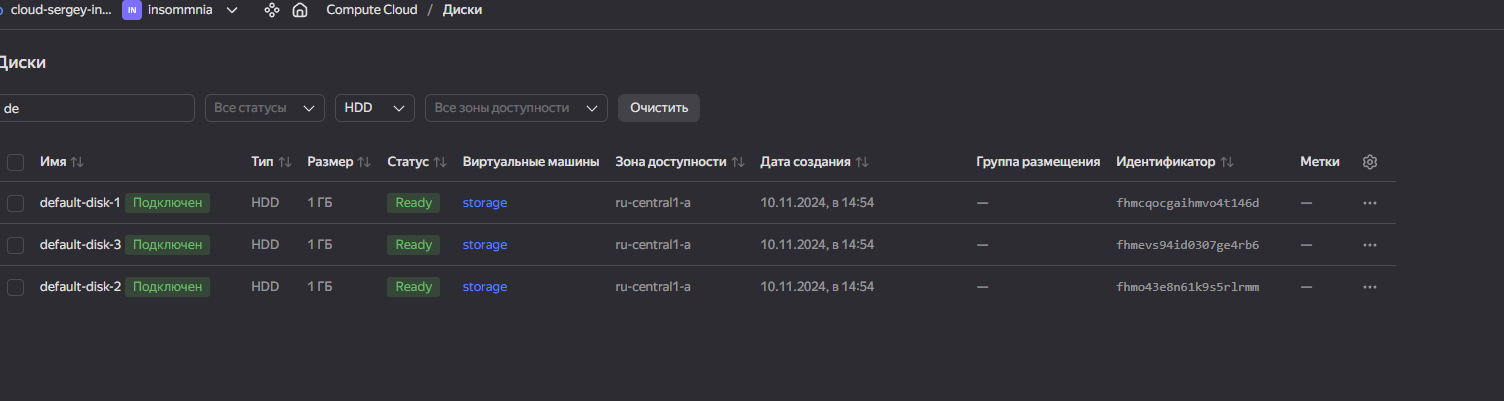 cloud-sergey-in... IN insommnia Compute Cloud / Диски
Диски
de Все статусы HDD Все зоны доступности Очистить
Имя Тип Размер Статус Виртуальные машины Зона доступности Дата создания Группа размещения Идентификатор Метки
default-disk-1 Подключен HDD 1 ГБ Ready storage ru-central1-a 10.11.2024, в 14:54 — fhmcqocgaihmvo4t146d — ···
default-disk-3 Подключен HDD 1 ГБ Ready storage ru-central1-a 10.11.2024, в 14:54 — fhmevs94id0307ge4rb6 — ···
default-disk-2 Подключен HDD 1 ГБ Ready storage ru-central1-a 10.11.2024, в 14:54 — fhmo43e8n61k9s5rlrmm — ···